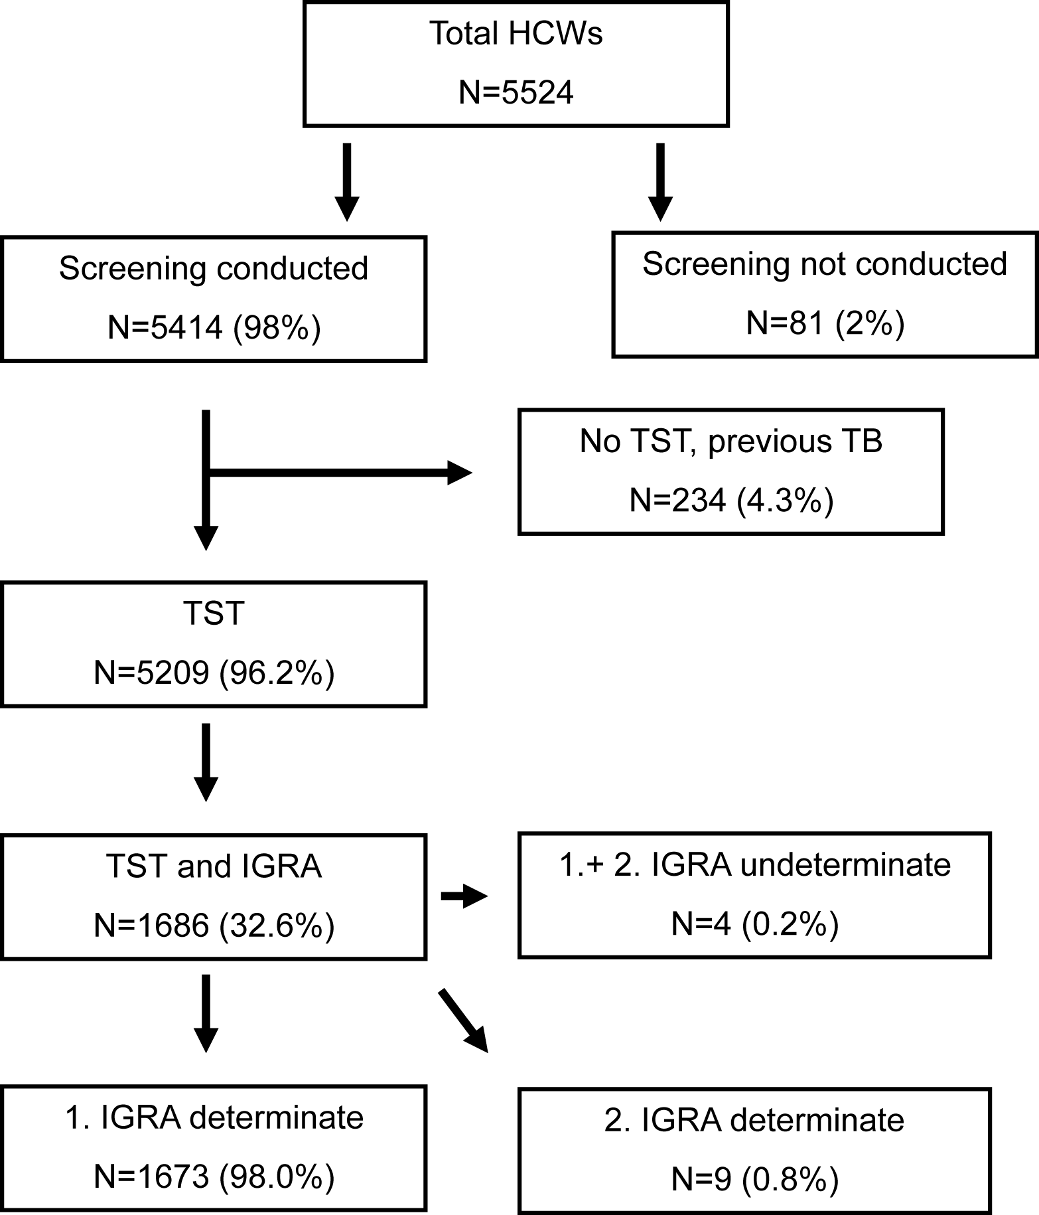 Total HCWs
N=5524
Screening conducted
N=5414 (98%)
Screening not conducted
N=81 (2%)
No TST, previous TB
N=234 (4.3%)
TST
N=5209 (96.2%)
TST and IGRA
N=1686 (32.6%)
1.+ 2. IGRA undeterminate
N=4 (0.2%)
1. IGRA determinate
N=1673 (98.0%)
2. IGRA determinate
N=9 (0.8%)